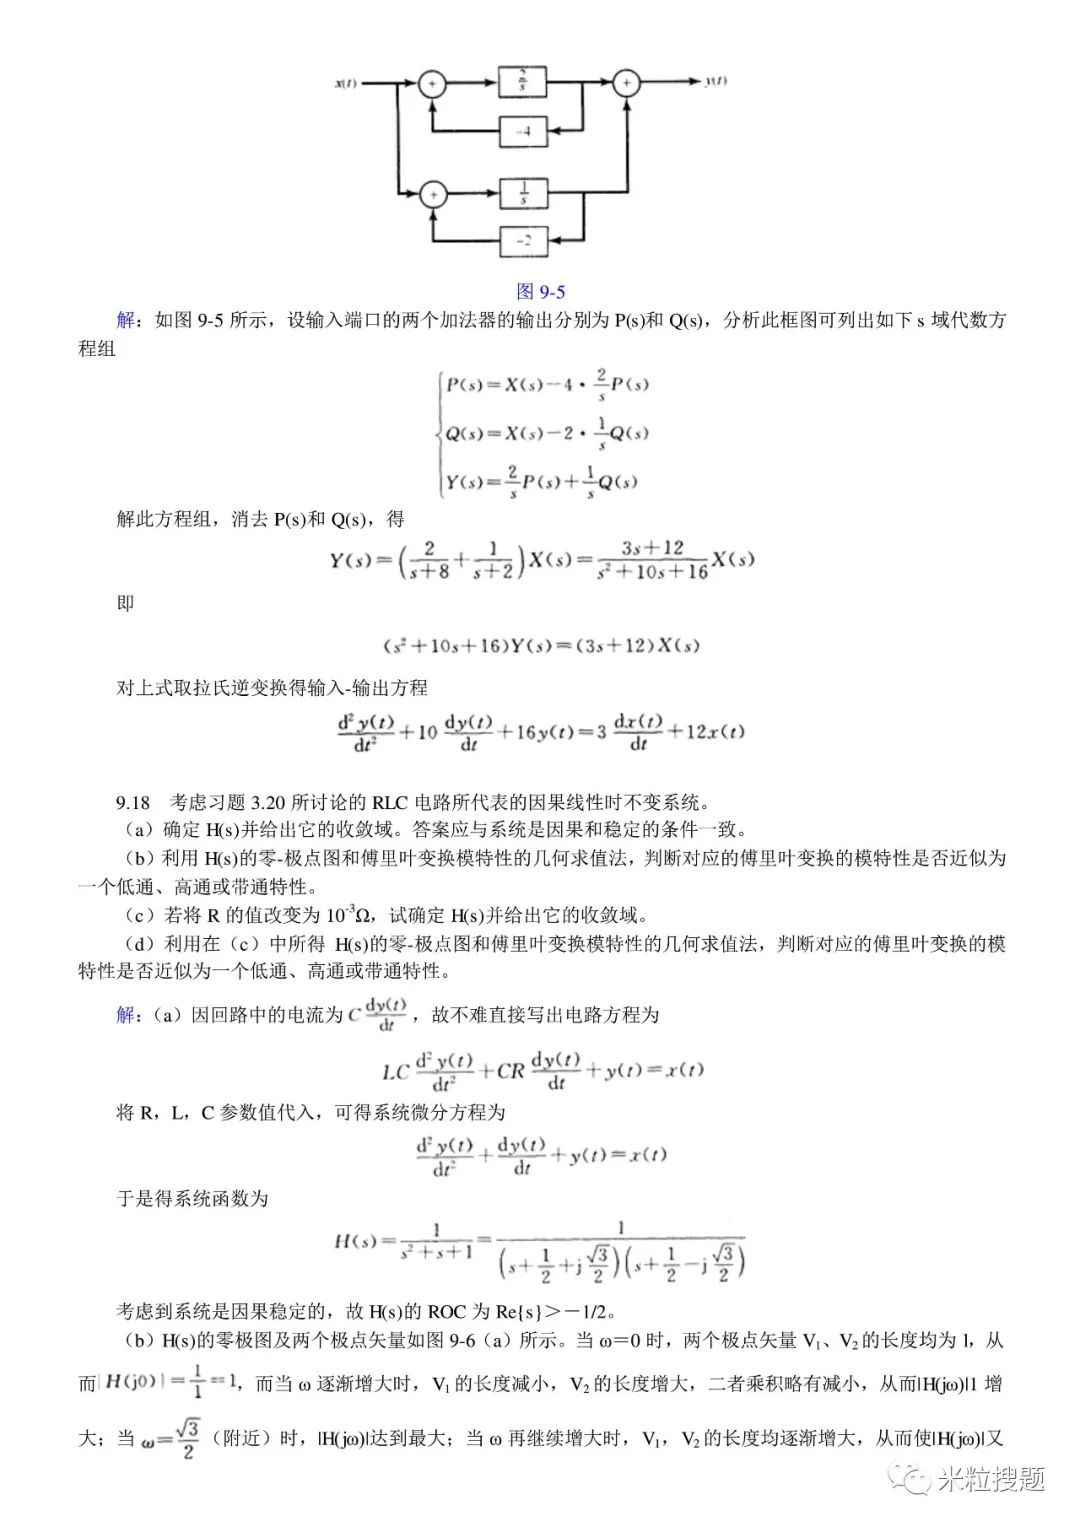 x(t)
+
2/s
+
y(t)
-4
+
1/s
-2
图 9-5
解：如图 9-5 所示，设输入端口的两个加法器的输出分别为 P(s)和 Q(s)，分析此框图可列出如下 s 域代数方
程组
P(s)=X(s)-4·2/s P(s)
Q(s)=X(s)-2·1/s Q(s)
Y(s)=2/s P(s)+1/s Q(s)
解此方程组，消去 P(s)和 Q(s)，得
Y(s)=(2/(s+8)+1/(s+2))X(s)=(3s+12)/(s²+10s+16) X(s)
即
(s²+10s+16)Y(s)=(3s+12)X(s)
对上式取拉氏逆变换得输入-输出方程
d²y(t)/dt²+10 dy(t)/dt+16y(t)=3 dx(t)/dt+12x(t)
9.18 考虑习题 3.20 所讨论的 RLC 电路所代表的因果线性时不变系统。
（a）确定 H(s)并给出它的收敛域。答案应与系统是因果和稳定的条件一致。
（b）利用 H(s)的零-极点图和傅里叶变换模特性的几何求值法，判断对应的傅里叶变换的模特性是否近似为
一个低通、高通或带通特性。
（c）若将 R 的值改变为 10⁻³Ω，试确定 H(s)并给出它的收敛域。
（d）利用在（c）中所得 H(s)的零-极点图和傅里叶变换模特性的几何求值法，判断对应的傅里叶变换的模
特性是否近似为一个低通、高通或带通特性。
解：（a）因回路中的电流为 C dy(t)/dt，故不难直接写出电路方程为
LC d²y(t)/dt²+CR dy(t)/dt+y(t)=x(t)
将 R，L，C 参数值代入，可得系统微分方程为
d²y(t)/dt²+dy(t)/dt+y(t)=x(t)
于是得系统函数为
H(s)=1/(s²+s+1)=1/((s+1/2+j√3/2)(s+1/2-j√3/2))
考虑到系统是因果稳定的，故 H(s)的 ROC 为 Re{s}＞－1/2。
（b）H(s)的零极图及两个极点矢量如图 9-6（a）所示。当 ω＝0 时，两个极点矢量 V₁、V₂的长度均为 1，从
而|H(j0)|=1/1=1，而当 ω 逐渐增大时，V₁的长度减小，V₂的长度增大，二者乘积略有减小，从而|H(jω)|1 增
大；当 ω=√3/2（附近）时，|H(jω)|达到最大；当 ω 再继续增大时，V₁，V₂的长度均逐渐增大，从而使|H(jω)|又
米粒搜题